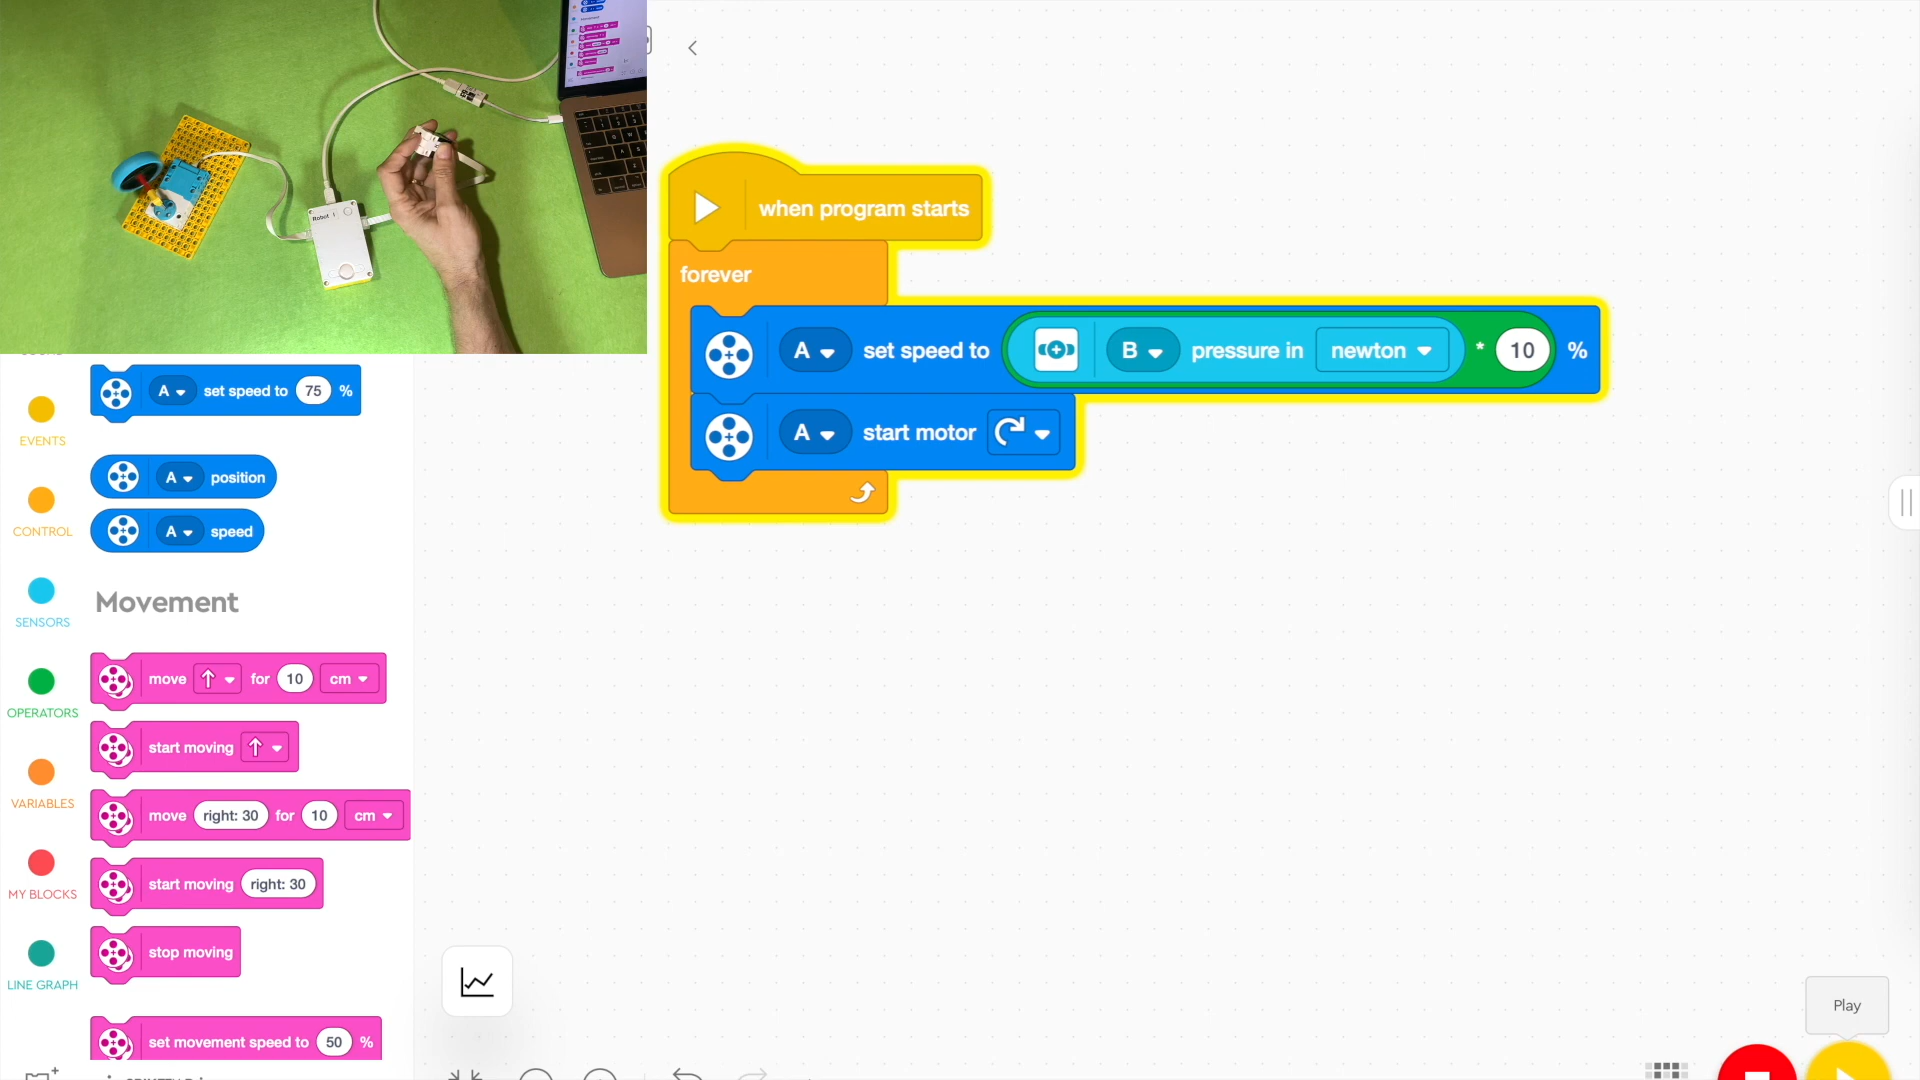 Robot 1
when program starts
forever
A set speed to B pressure in newton * 10 %
A start motor
A set speed to 75 %
EVENTS
A position
CONTROL
A speed
SENSORS
Movement
OPERATORS
move for 10 cm
start moving
VARIABLES
move right: 30 for 10 cm
MY BLOCKS
start moving right: 30
stop moving
LINE GRAPH
set movement speed to 50 %
Play